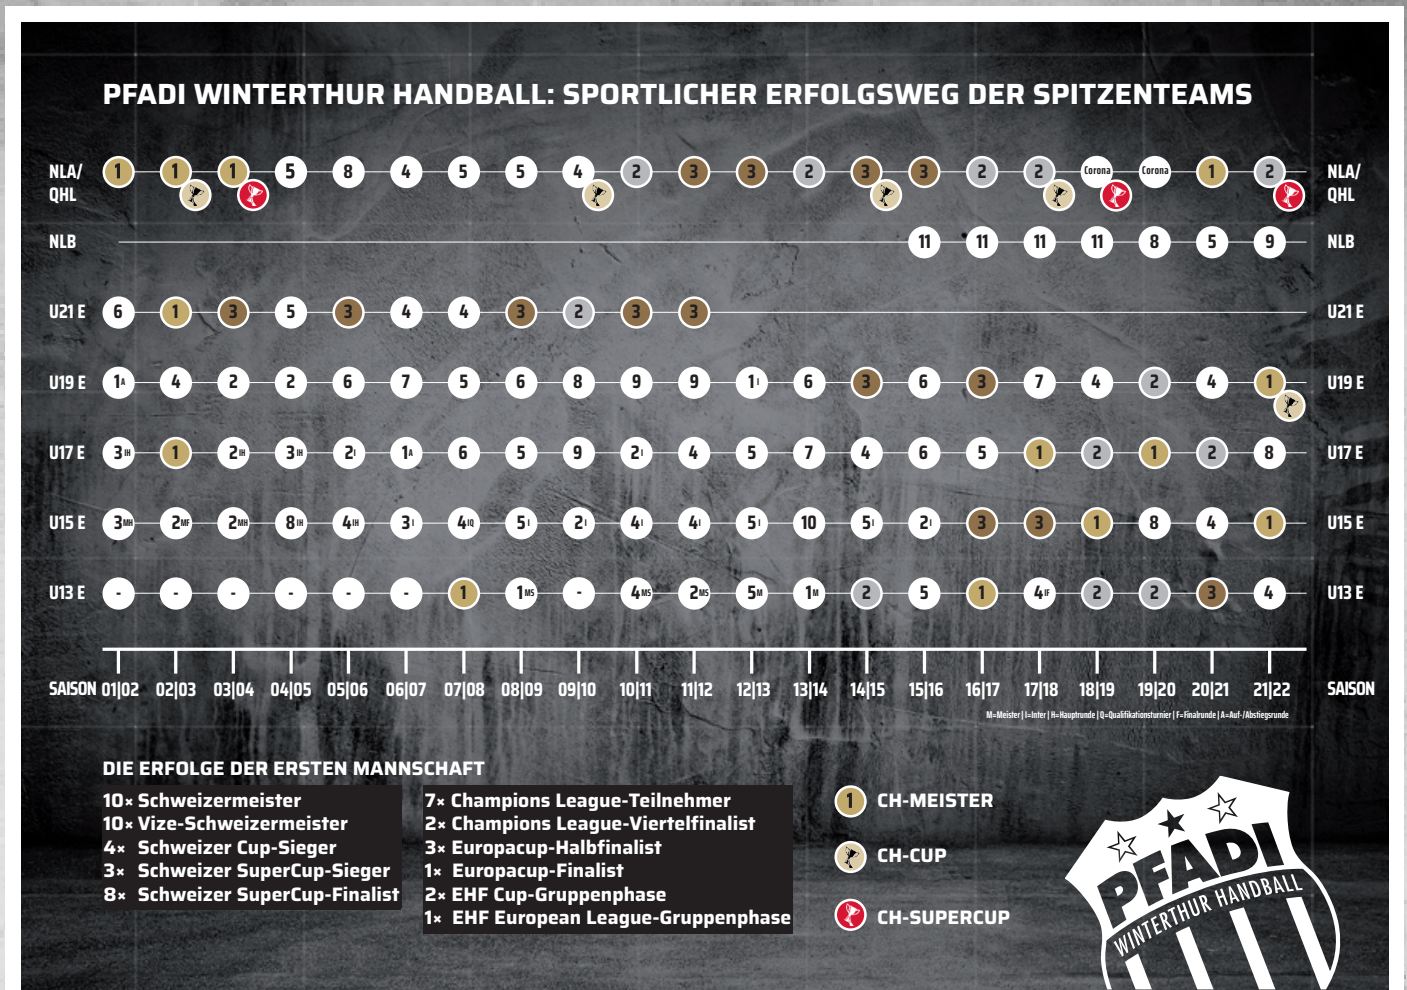 PFADI WINTERTHUR HANDBALL: SPORTLICHER ERFOLGSWEG DER SPITZENTEAMS
NLA/ 1 1 1 5 8 4 5 5 4 2 3 3 2 3 3 2 2 Corona Corona 1 2 NLA/
QHL QHL
NLB 11 11 11 11 8 5 9 NLB
U21 E 6 1 3 5 3 4 4 3 2 3 3 U21 E
U19 E 1A 4 2 2 6 7 5 6 8 9 9 1I 6 3 6 3 7 4 2 4 1 U19 E
U17 E 3IH 1 2IH 3IH 2I 1A 6 5 9 2I 4 5 7 4 6 5 1 2 1 2 8 U17 E
U15 E 3MH 2MF 2MH 8IH 4IH 3I 4IQ 5I 2I 4I 4I 5I 10 5I 2I 3 3 1 8 4 1 U15 E
U13 E - - - - - - 1 1MS - 4MS 2MS 5M 1M 2 5 1 4IF 2 2 3 4 U13 E
SAISON 01|02 02|03 03|04 04|05 05|06 06|07 07|08 08|09 09|10 10|11 11|12 12|13 13|14 14|15 15|16 16|17 17|18 18|19 19|20 20|21 21|22 SAISON
M=Meister | I=Inter | H=Hauptrunde | Q=Qualifikationsturnier | F=Finalrunde | A=Auf-/Abstiegsrunde
DIE ERFOLGE DER ERSTEN MANNSCHAFT
10× Schweizermeister
10× Vize-Schweizermeister
4× Schweizer Cup-Sieger
3× Schweizer SuperCup-Sieger
8× Schweizer SuperCup-Finalist
7× Champions League-Teilnehmer
2× Champions League-Viertelfinalist
3× Europacup-Halbfinalist
1× Europacup-Finalist
2× EHF Cup-Gruppenphase
1× EHF European League-Gruppenphase
1 CH-MEISTER
CH-CUP
CH-SUPERCUP
PFADI
WINTERTHUR HANDBALL